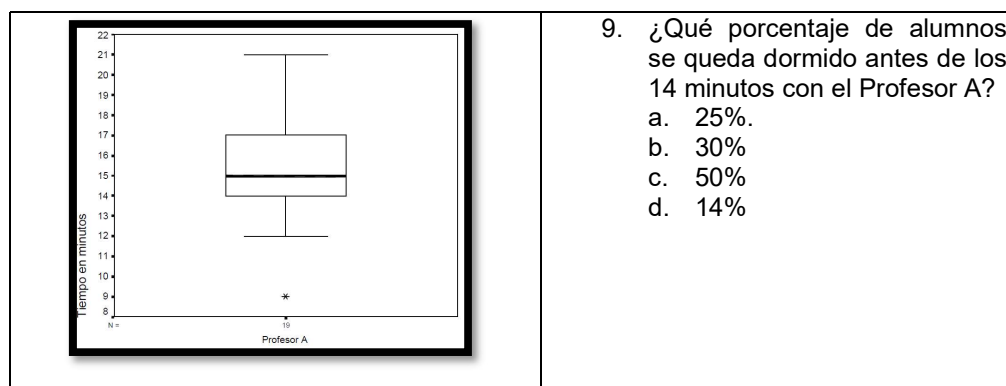 22
21
20
19
18
17
16
15
14
13
12
11
10
9
8
Tiempo en minutos
N =
19
Profesor A
9. ¿Qué porcentaje de alumnos
se queda dormido antes de los
14 minutos con el Profesor A?
a. 25%.
b. 30%
c. 50%
d. 14%